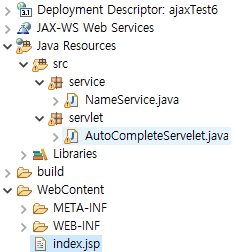 Deployment Descriptor: ajaxTest6
JAX-WS Web Services
Java Resources
src
service
NameService.java
servlet
AutoCompleteServelet.java
Libraries
build
WebContent
META-INF
WEB-INF
index.jsp